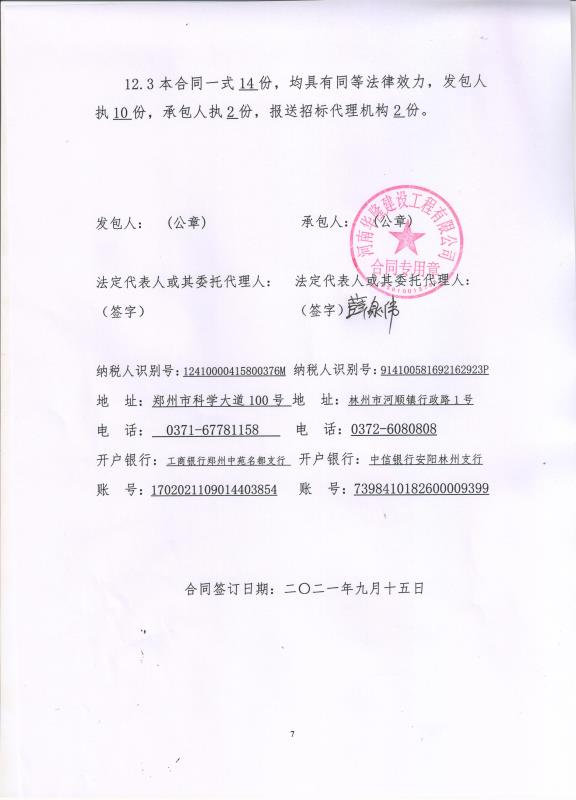 12.3 本合同一式 14 份，均具有同等法律效力，发包人
执 10 份，承包人执 2 份，报送招标代理机构 2 份。
发包人： （公章） 承包人： （公章）
河南华隆建设工程有限公司
合同专用章
法定代表人或其委托代理人： 法定代表人或其委托代理人：
（签字） （签字）
纳税人识别号：12410000415800376M 纳税人识别号：914100581692162923P
地 址：郑州市科学大道 100 号 地 址：林州市河顺镇行政路 1 号
电 话： 0371-67781158 电 话：0372-6080808
开户银行：工商银行郑州中苑名都支行 开户银行：中信银行安阳林州支行
账 号：1702021109014403854 账 号：7398410182600009399
合同签订日期：二〇二一年九月十五日
7